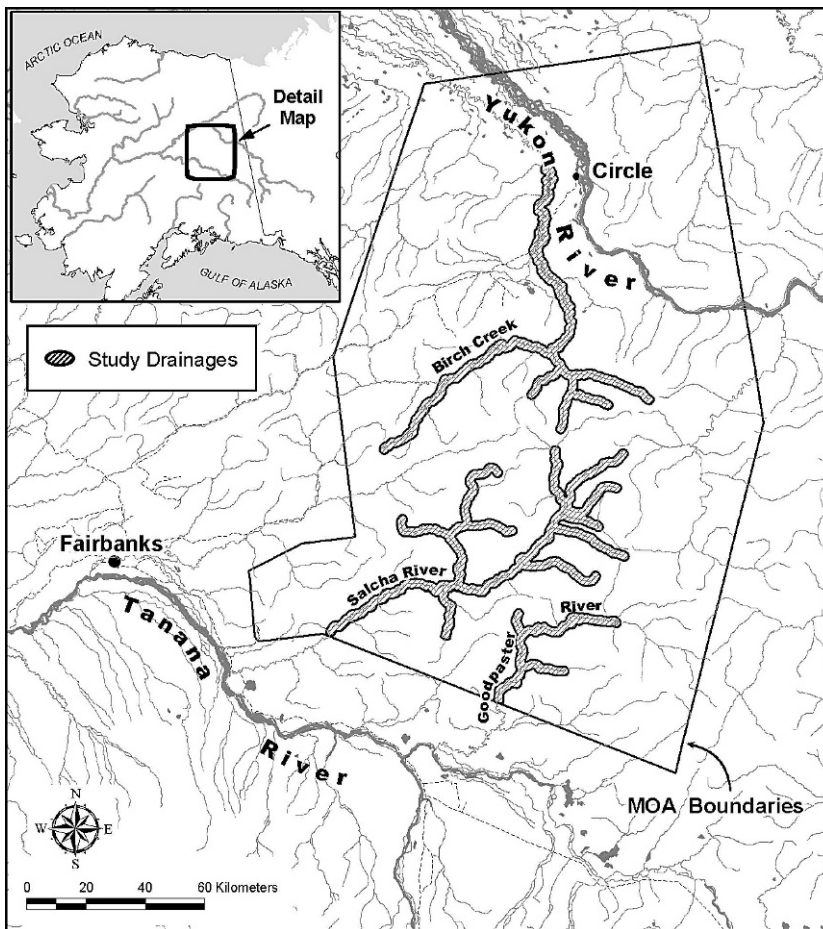 ARCTIC OCEAN
Detail
Map
GULF OF ALASKA
Study Drainages
Yukon
River
Circle
Birch Creek
Fairbanks
Tanana
River
Salcha River
Goodpaster
River
MOA Boundaries
N
W E
S
0 20 40 60 Kilometers